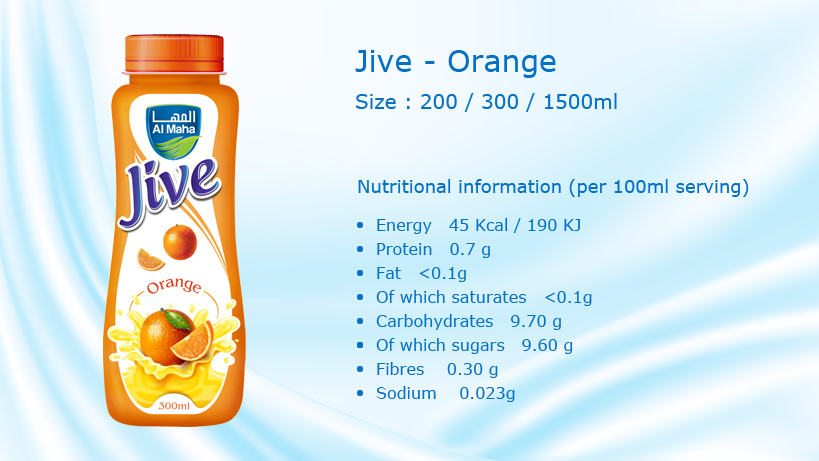 المها
Al Maha
Jive
Orange
300ml
Jive - Orange
Size : 200 / 300 / 1500ml
Nutritional information (per 100ml serving)
• Energy 45 Kcal / 190 KJ
• Protein 0.7 g
• Fat <0.1g
• Of which saturates <0.1g
• Carbohydrates 9.70 g
• Of which sugars 9.60 g
• Fibres 0.30 g
• Sodium 0.023g